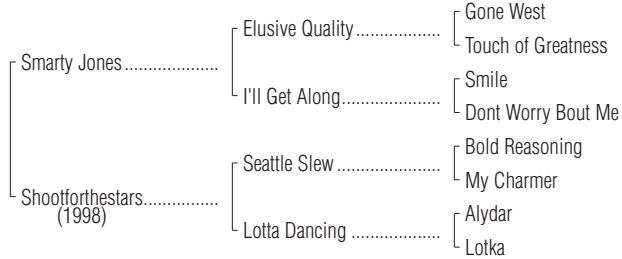 Gone West
Elusive Quality..................
Touch of Greatness
Smarty Jones....................
Smile
I'll Get Along.....................
Dont Worry Bout Me
Bold Reasoning
Seattle Slew......................
My Charmer
Shootforthestars................
(1998)
Alydar
Lotta Dancing...................
Lotka